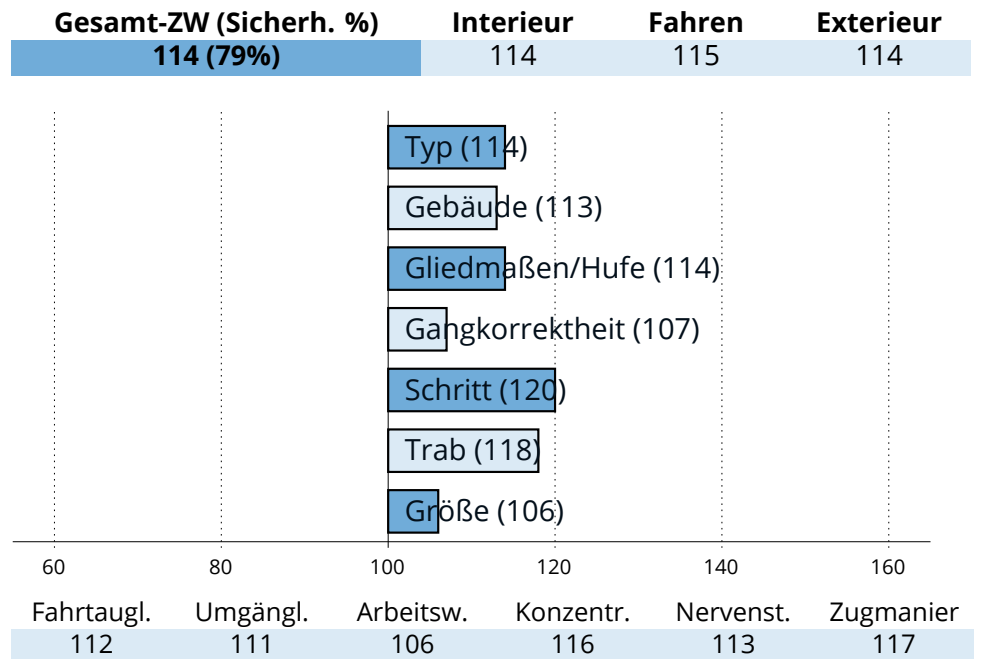 Gesamt-ZW (Sicherh. %) Interieur Fahren Exterieur
114 (79%) 114 115 114
Typ (114)
Gebäude (113)
Gliedmaßen/Hufe (114)
Gangkorrektheit (107)
Schritt (120)
Trab (118)
Größe (106)
60 80 100 120 140 160
Fahrtaugl. Umgängl. Arbeitsw. Konzentr. Nervenst. Zugmanier
112 111 106 116 113 117